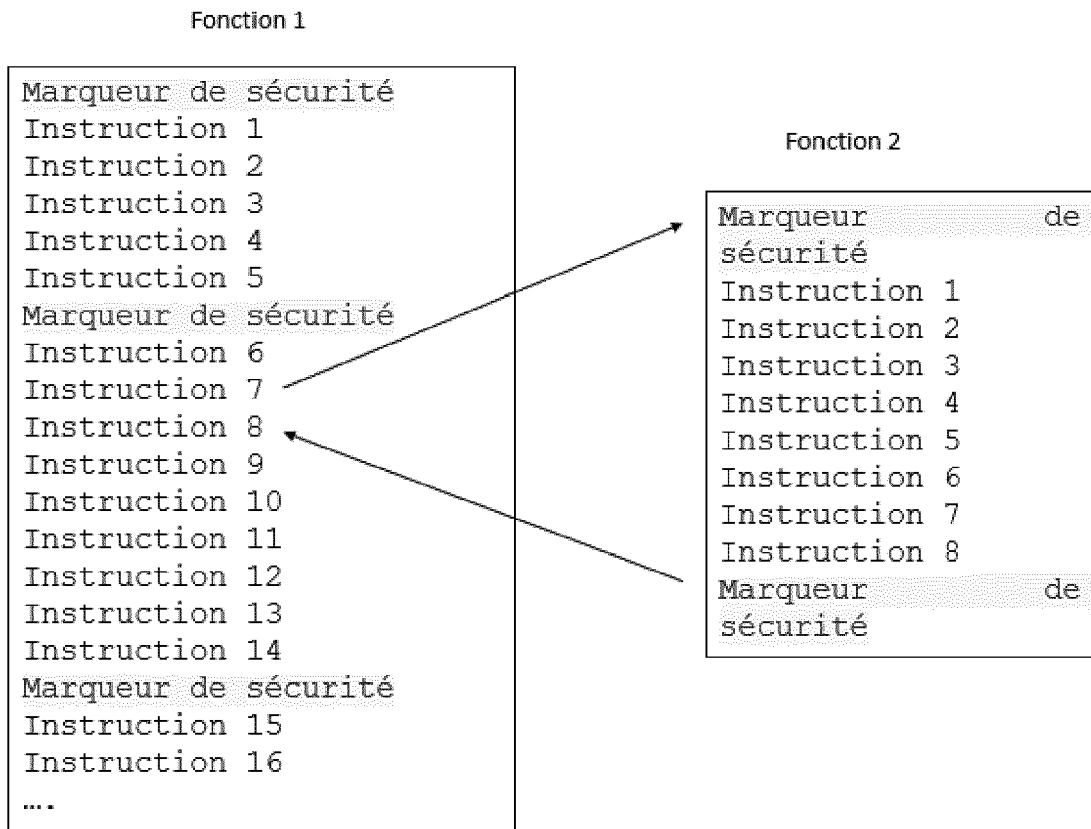 Fonction 1
Marqueur de sécurité
Instruction 1
Instruction 2
Instruction 3
Instruction 4
Instruction 5
Marqueur de sécurité
Instruction 6
Instruction 7
Instruction 8
Instruction 9
Instruction 10
Instruction 11
Instruction 12
Instruction 13
Instruction 14
Marqueur de sécurité
Instruction 15
Instruction 16
….
Fonction 2
Marqueur de
sécurité
Instruction 1
Instruction 2
Instruction 3
Instruction 4
Instruction 5
Instruction 6
Instruction 7
Instruction 8
Marqueur de
sécurité